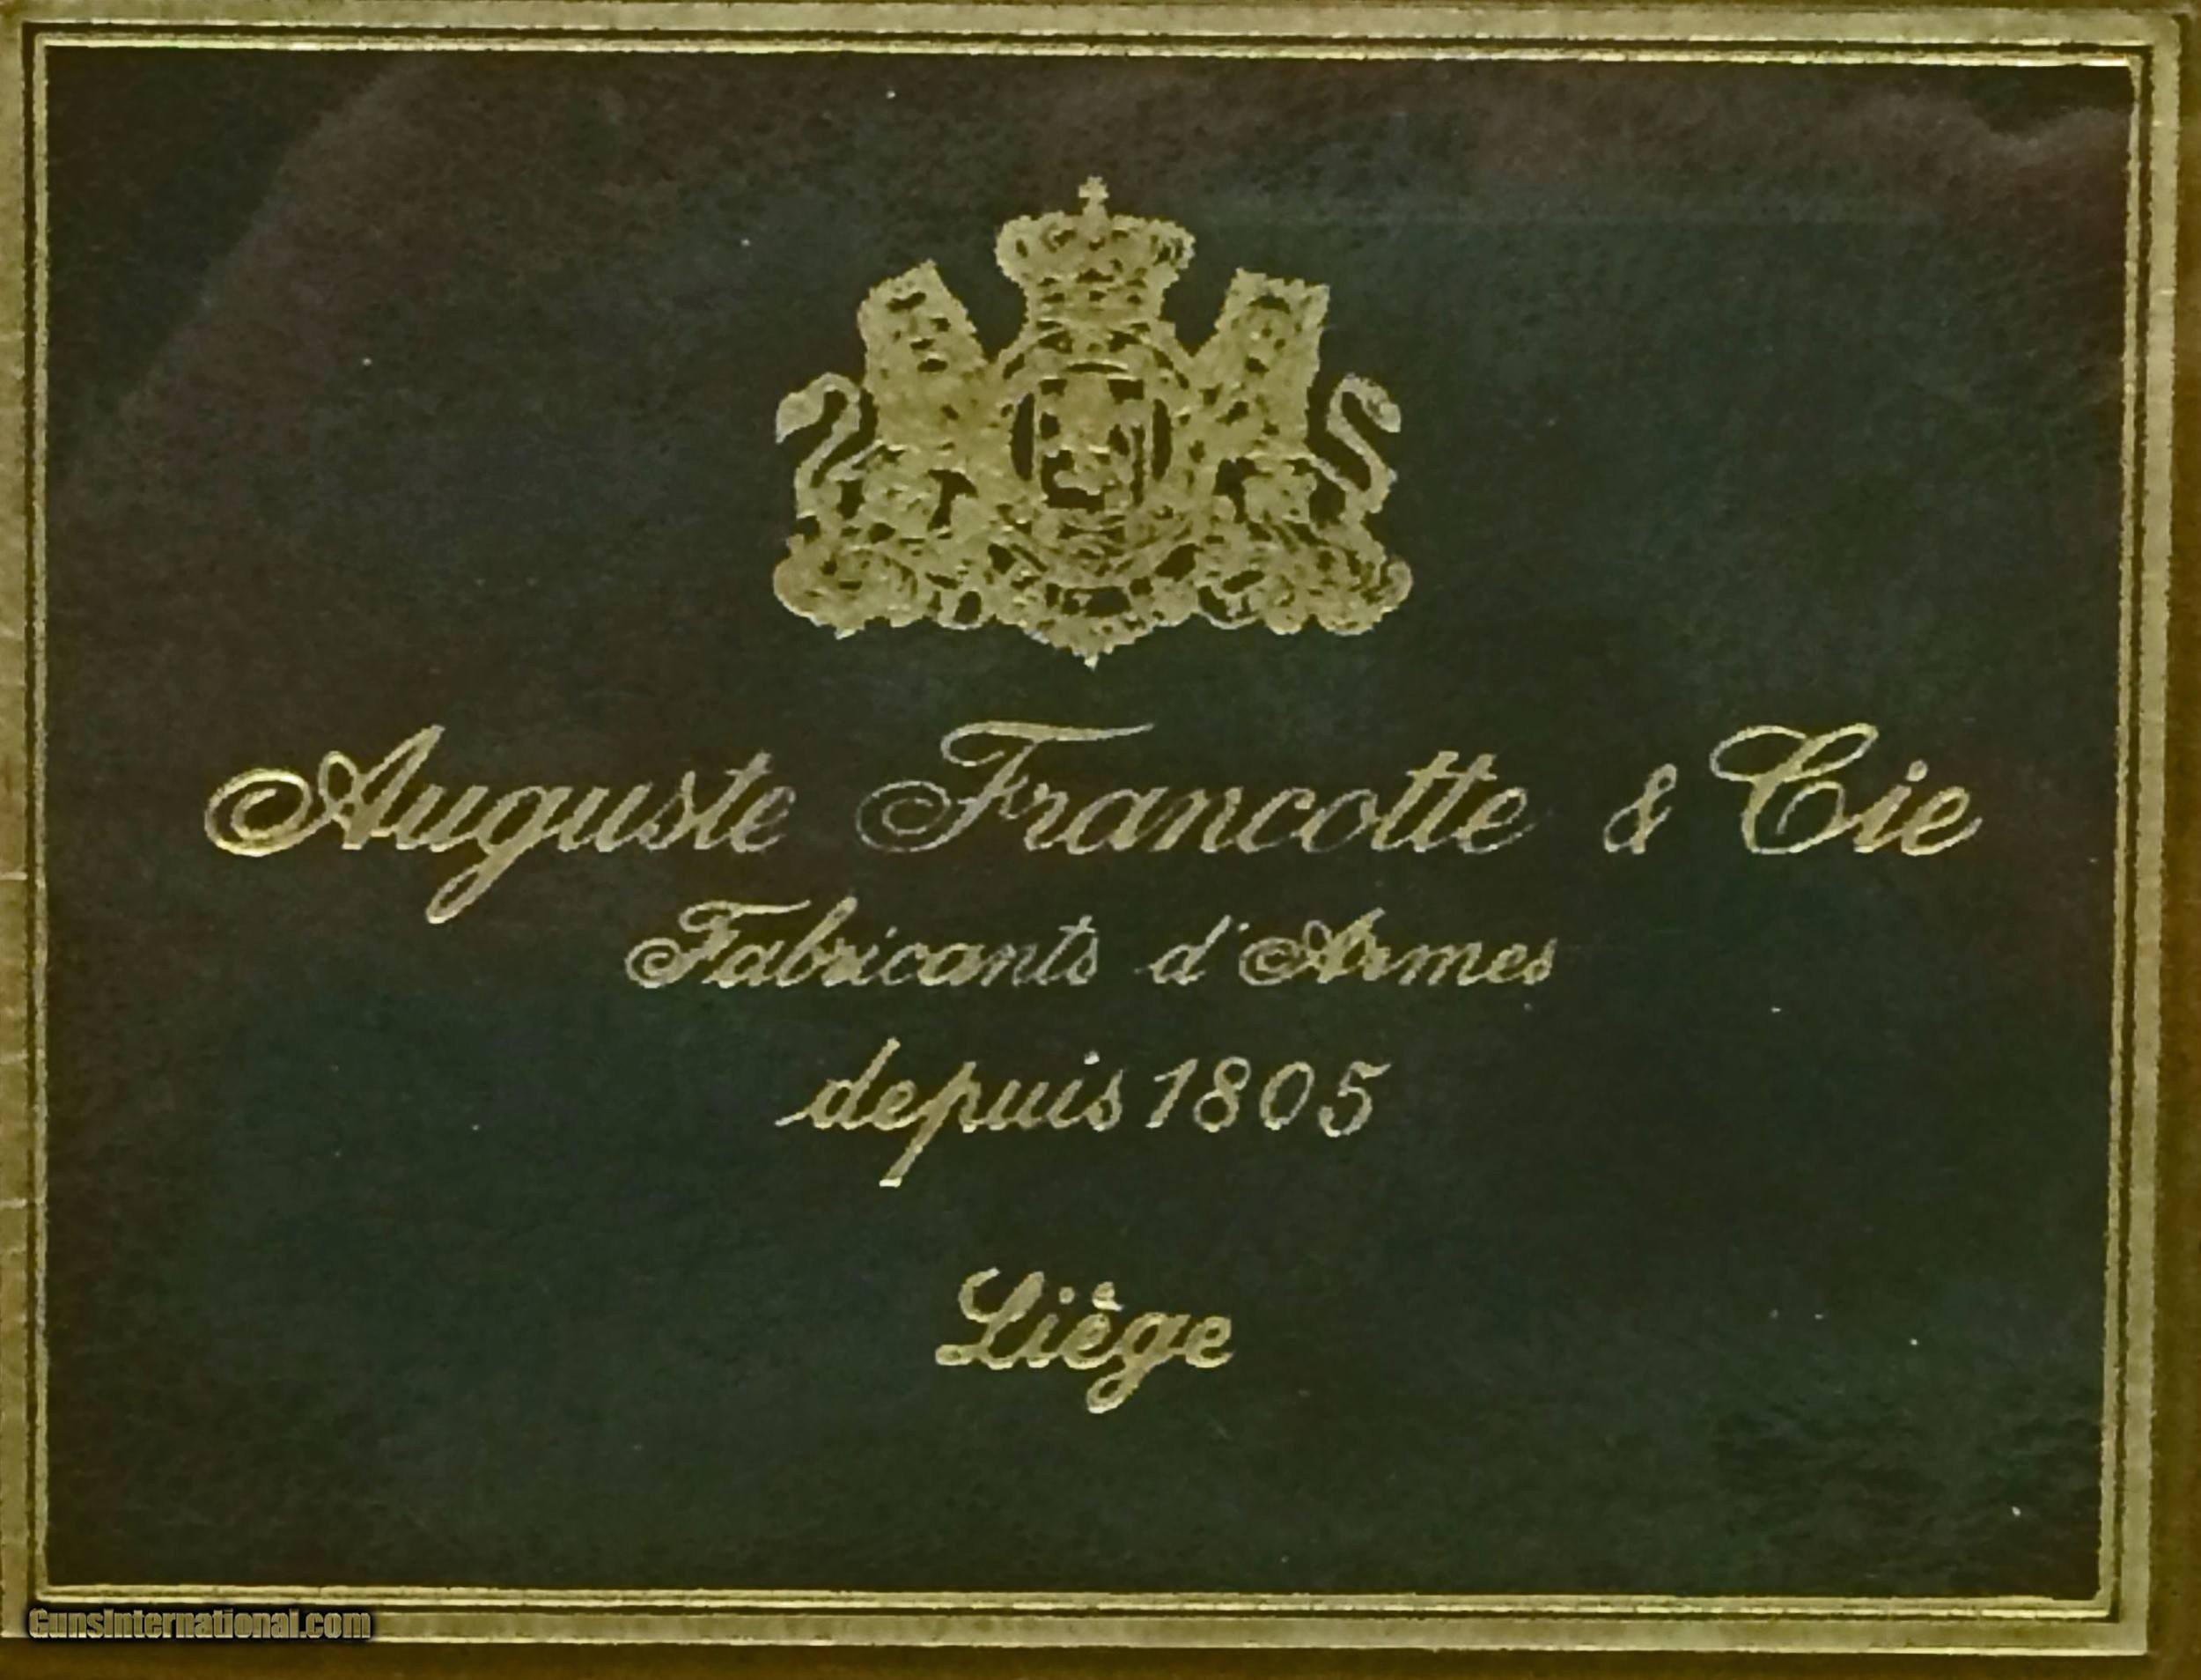 Auguste Francotte & Cie
Fabricants d'Armes
depuis 1805
Liège
GunsInternational.com